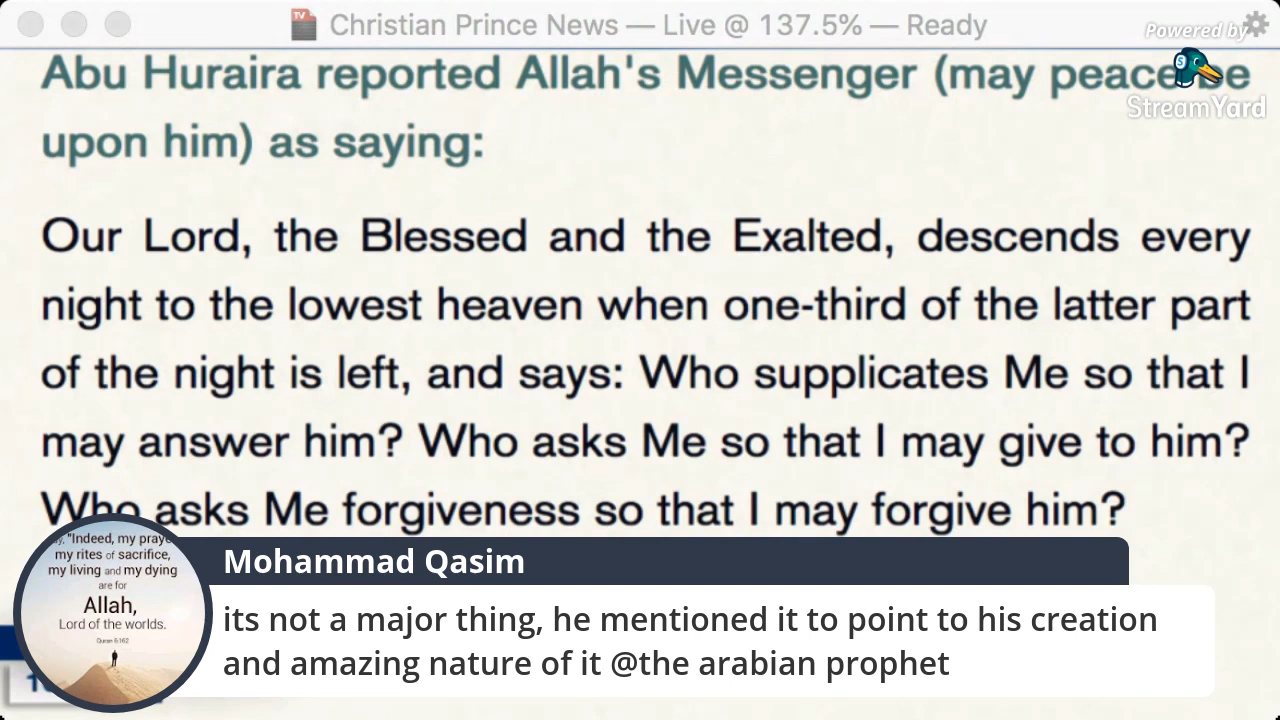 Christian Prince News — Live @ 137.5% — Ready
Powered by
StreamYard
Abu Huraira reported Allah's Messenger (may peace be
upon him) as saying:
Our Lord, the Blessed and the Exalted, descends every
night to the lowest heaven when one-third of the latter part
of the night is left, and says: Who supplicates Me so that I
may answer him? Who asks Me so that I may give to him?
Who asks Me forgiveness so that I may forgive him?
"Indeed, my praye
my rites of sacrifice,
my living and my dying
are for
Allah,
Lord of the worlds.
Quran 6:162
Mohammad Qasim
its not a major thing, he mentioned it to point to his creation
and amazing nature of it @the arabian prophet